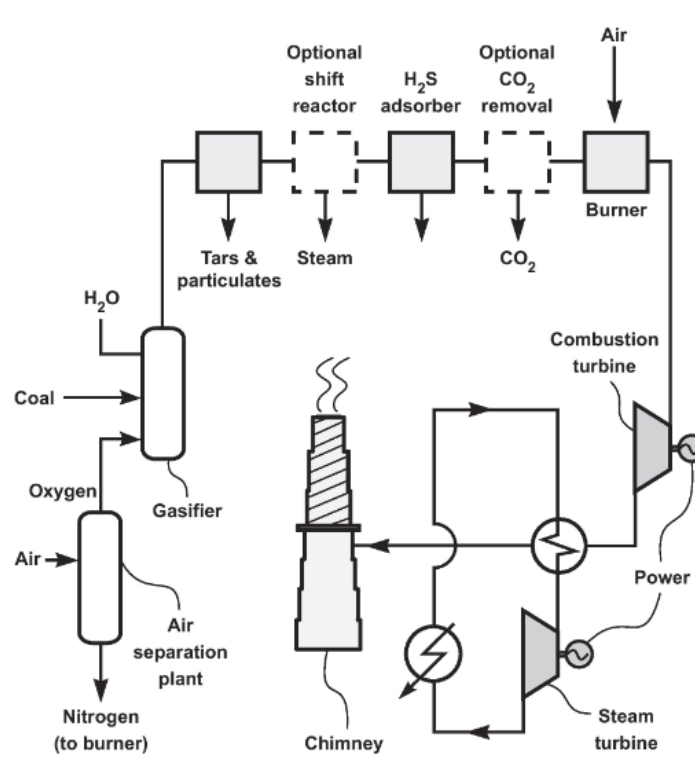 Air
Optional
shift
reactor
H₂S
adsorber
Optional
CO₂
removal
Burner
Tars &
particulates
Steam
CO₂
H₂O
Coal
Oxygen
Gasifier
Air
Air
separation
plant
Nitrogen
(to burner)
Chimney
Combustion
turbine
Power
Steam
turbine